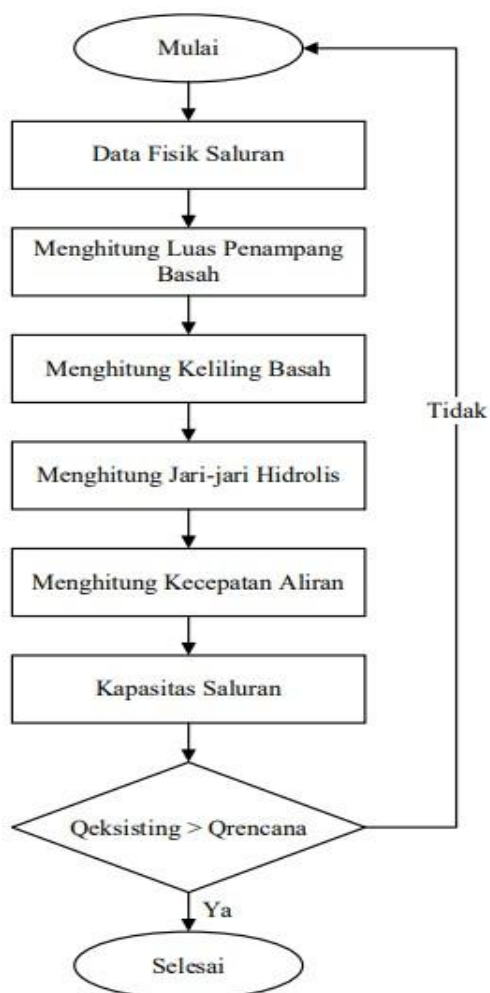 Mulai
Data Fisik Saluran
Menghitung Luas Penampang
Basah
Menghitung Keliling Basah
Tidak
Menghitung Jari-jari Hidrolis
Menghitung Kecepatan Aliran
Kapasitas Saluran
Qeksisting > Qrencana
Ya
Selesai